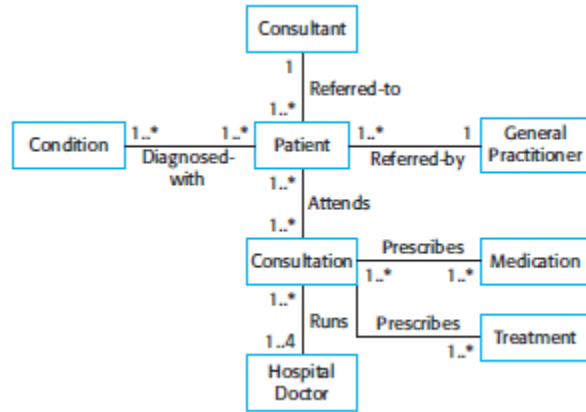 Consultant
1
Referred-to
1..*
Condition
1..*
1..*
Patient
1..*
1
General
Practitioner
Diagnosed-
with
Referred-by
1..*
Attends
1..*
Consultation
Prescribes
1..*
1..*
Medication
1..*
Runs
Prescribes
1..*
Treatment
1..4
Hospital
Doctor